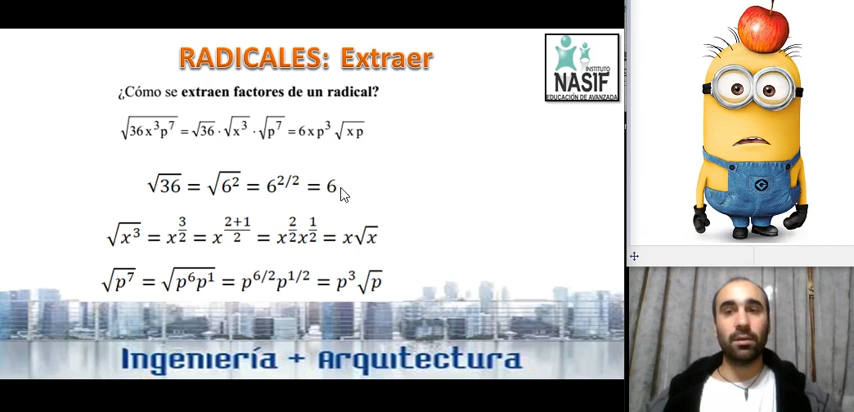 RADICALES: Extraer
INSTITUTO
NASIF
EDUCACIÓN DE AVANZADA
¿Cómo se extraen factores de un radical?
√(36x³p⁷) = √36 · √(x³) · √(p⁷) = 6xp³ √(xp)
√36 = √(6²) = 6^(2/2) = 6
√(x³) = x^(3/2) = x^((2+1)/2) = x^(2/2) x^(1/2) = x√x
√(p⁷) = √(p⁶p¹) = p^(6/2) p^(1/2) = p³√p
Ingeniería + Arquitectura